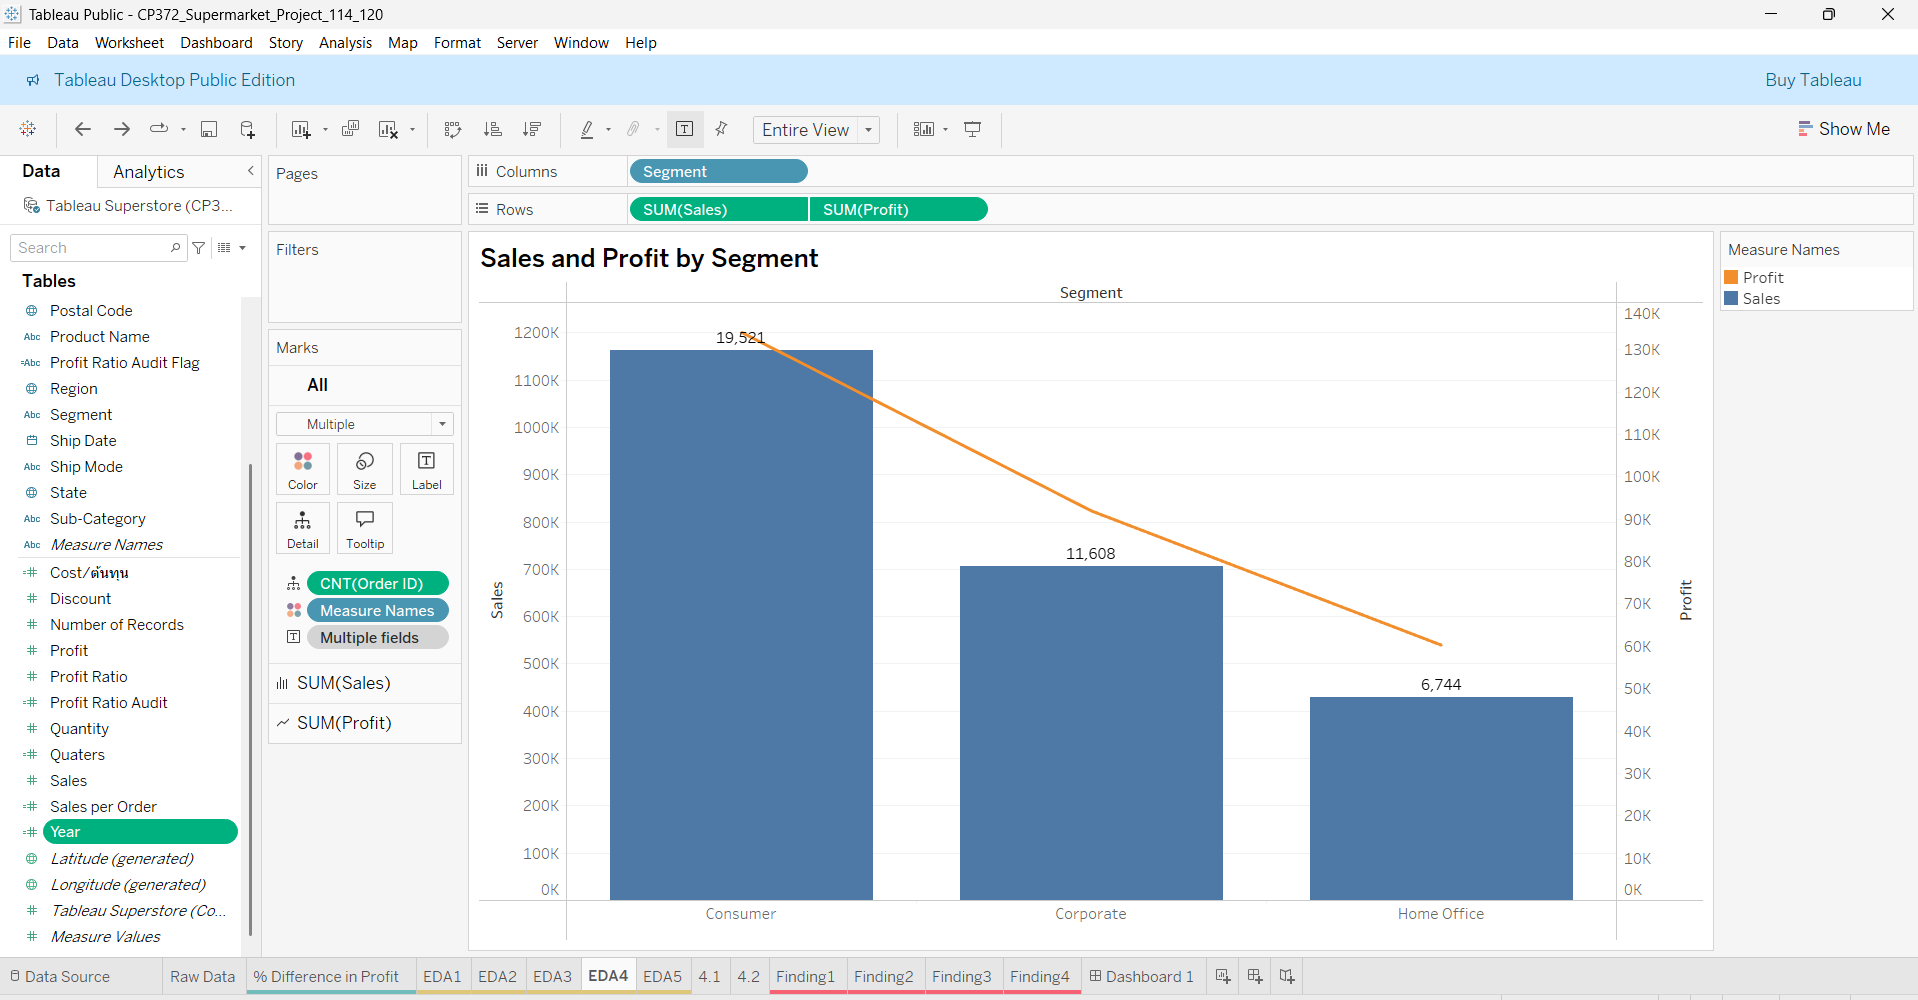 Tableau Public - CP372_Supermarket_Project_114_120
File Data Worksheet Dashboard Story Analysis Map Format Server Window Help
Tableau Desktop Public Edition
Buy Tableau
Entire View
Show Me
Data
Analytics
Tableau Superstore (CP3...
Search
Tables
Postal Code
Abc Product Name
=Abc Profit Ratio Audit Flag
Region
Abc Segment
Ship Date
Abc Ship Mode
State
Abc Sub-Category
Abc Measure Names
=# Cost/ต้นทุน
# Discount
# Number of Records
# Profit
# Profit Ratio
=# Profit Ratio Audit
# Quantity
=# Quaters
# Sales
=# Sales per Order
=# Year
Latitude (generated)
Longitude (generated)
# Tableau Superstore (Co...
# Measure Values
Pages
Filters
Marks
All
Multiple
Color
Size
Label
Detail
Tooltip
CNT(Order ID)
Measure Names
Multiple fields
SUM(Sales)
SUM(Profit)
Columns
Segment
Rows
SUM(Sales)
SUM(Profit)
Sales and Profit by Segment
Segment
1200K
1100K
1000K
900K
800K
700K
600K
500K
400K
300K
200K
100K
0K
Sales
19,521
11,608
6,744
Consumer
Corporate
Home Office
140K
130K
120K
110K
100K
90K
80K
70K
60K
50K
40K
30K
20K
10K
0K
Profit
Measure Names
Profit
Sales
Data Source
Raw Data
% Difference in Profit
EDA1
EDA2
EDA3
EDA4
EDA5
4.1
4.2
Finding1
Finding2
Finding3
Finding4
Dashboard 1